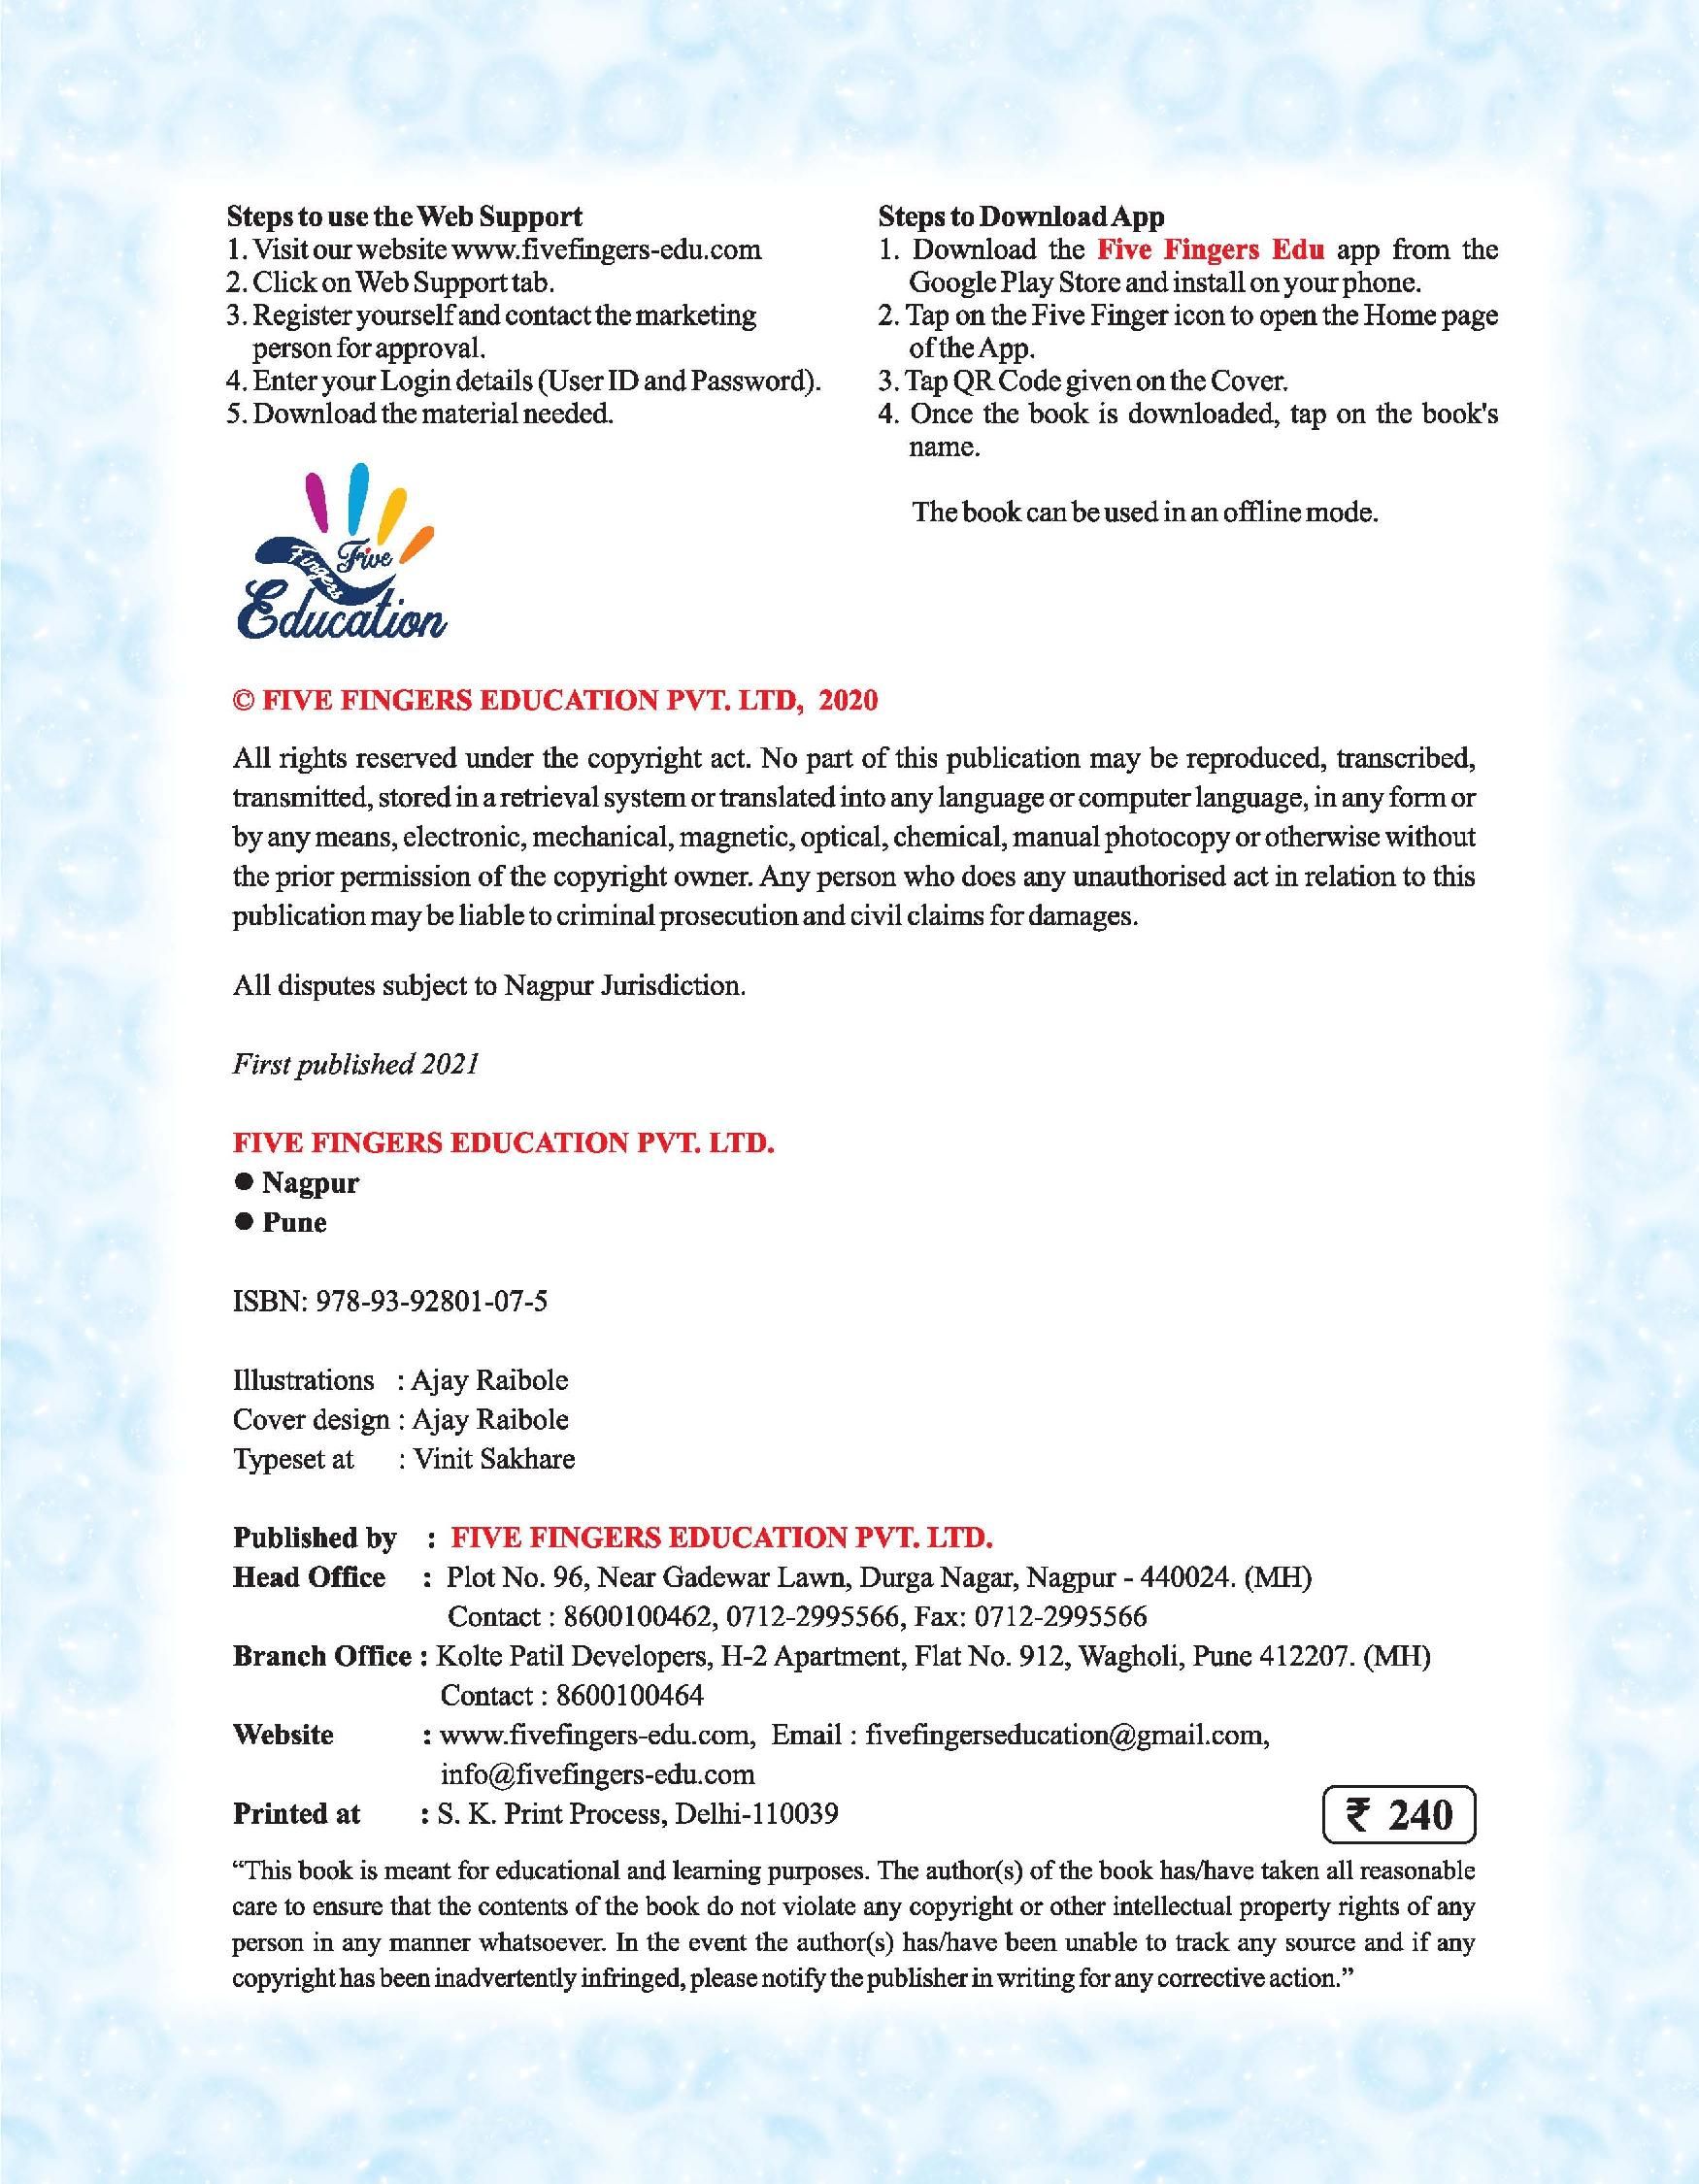 Steps to use the Web Support
1. Visit our website www.fivefingers-edu.com
2. Click on Web Support tab.
3. Register yourself and contact the marketing
person for approval.
4. Enter your Login details (User ID and Password).
5. Download the material needed.
Steps to Download App
1. Download the Five Fingers Edu app from the
Google Play Store and install on your phone.
2. Tap on the Five Finger icon to open the Home page
of the App.
3. Tap QR Code given on the Cover.
4. Once the book is downloaded, tap on the book's
name.
The book can be used in an offline mode.
Five
Fingers
Education
© FIVE FINGERS EDUCATION PVT. LTD, 2020
All rights reserved under the copyright act. No part of this publication may be reproduced, transcribed,
transmitted, stored in a retrieval system or translated into any language or computer language, in any form or
by any means, electronic, mechanical, magnetic, optical, chemical, manual photocopy or otherwise without
the prior permission of the copyright owner. Any person who does any unauthorised act in relation to this
publication may be liable to criminal prosecution and civil claims for damages.
All disputes subject to Nagpur Jurisdiction.
First published 2021
FIVE FINGERS EDUCATION PVT. LTD.
● Nagpur
● Pune
ISBN: 978-93-92801-07-5
Illustrations : Ajay Raibole
Cover design : Ajay Raibole
Typeset at : Vinit Sakhare
Published by : FIVE FINGERS EDUCATION PVT. LTD.
Head Office : Plot No. 96, Near Gadewar Lawn, Durga Nagar, Nagpur - 440024. (MH)
Contact : 8600100462, 0712-2995566, Fax: 0712-2995566
Branch Office : Kolte Patil Developers, H-2 Apartment, Flat No. 912, Wagholi, Pune 412207. (MH)
Contact : 8600100464
Website : www.fivefingers-edu.com, Email : fivefingerseducation@gmail.com,
info@fivefingers-edu.com
Printed at : S. K. Print Process, Delhi-110039
₹ 240
“This book is meant for educational and learning purposes. The author(s) of the book has/have taken all reasonable
care to ensure that the contents of the book do not violate any copyright or other intellectual property rights of any
person in any manner whatsoever. In the event the author(s) has/have been unable to track any source and if any
copyright has been inadvertently infringed, please notify the publisher in writing for any corrective action.”